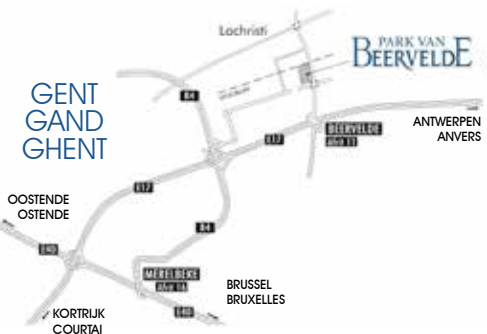 Lochristi
PARK VAN
BEERVELDE
R4
GENT
GAND
GHENT
E17
BEERVELDE
Afrit 11
ANTWERPEN
ANVERS
E17
OOSTENDE
OSTENDE
R4
E40
MERELBEKE
Afrit 16
BRUSSEL
BRUXELLES
E40
KORTRIJK
COURTAI